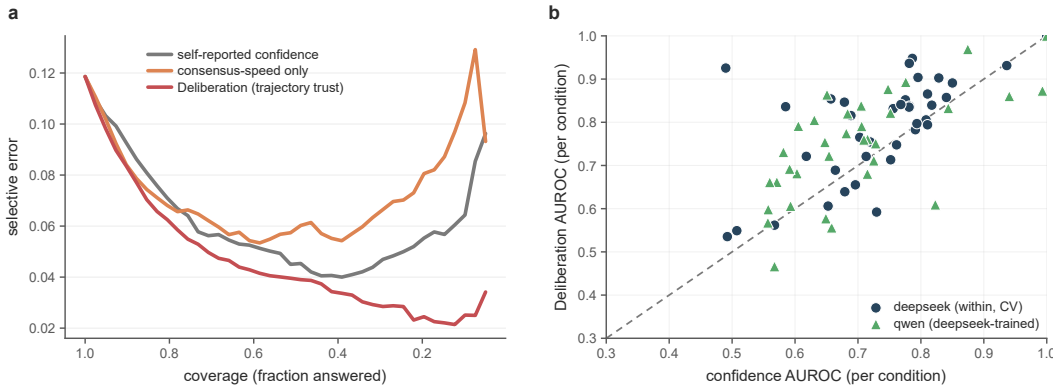 a
self-reported confidence
consensus-speed only
Deliberation (trajectory trust)
selective error
0.12
0.10
0.08
0.06
0.04
0.02
1.0 0.8 0.6 0.4 0.2
coverage (fraction answered)
b
Deliberation AUROC (per condition)
1.0
0.9
0.8
0.7
0.6
0.5
0.4
0.3
deepseek (within, CV)
qwen (deepseek-trained)
0.3 0.4 0.5 0.6 0.7 0.8 0.9 1.0
confidence AUROC (per condition)